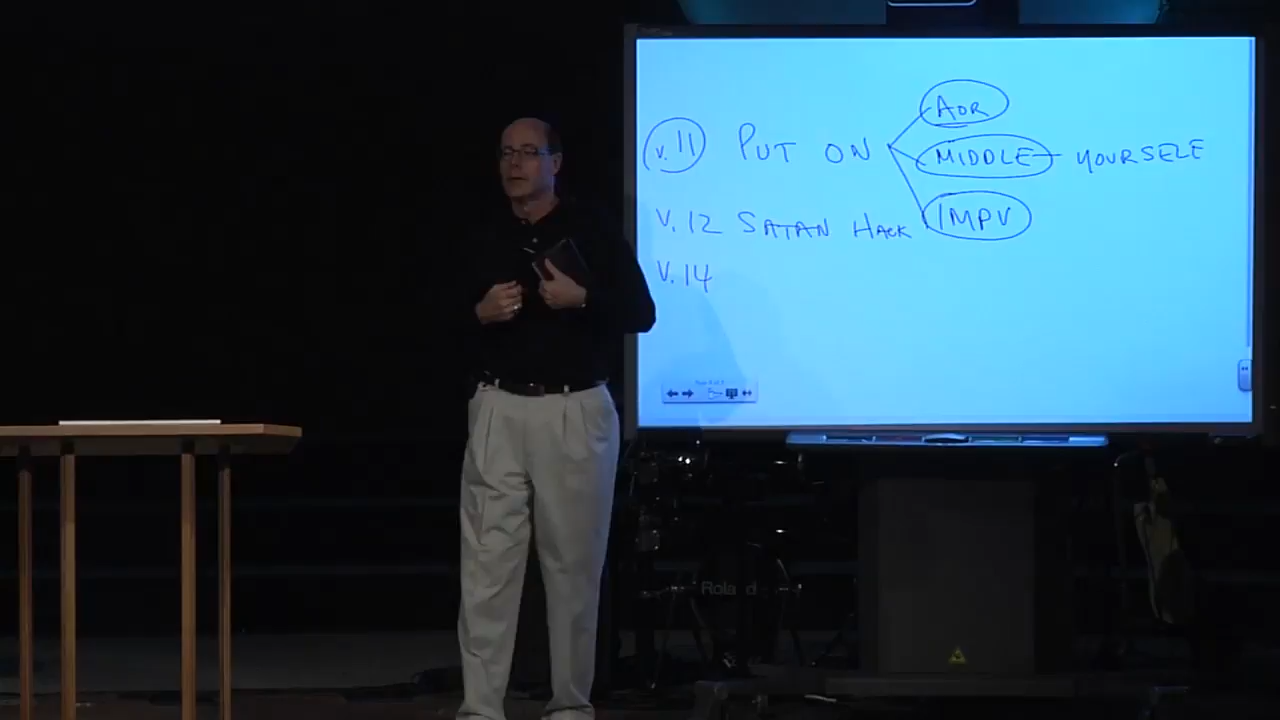 AOR
v. 11 PUT ON MIDDLE - YOURSELF
V. 12 SATAN HACK IMPV
V. 14
Roland